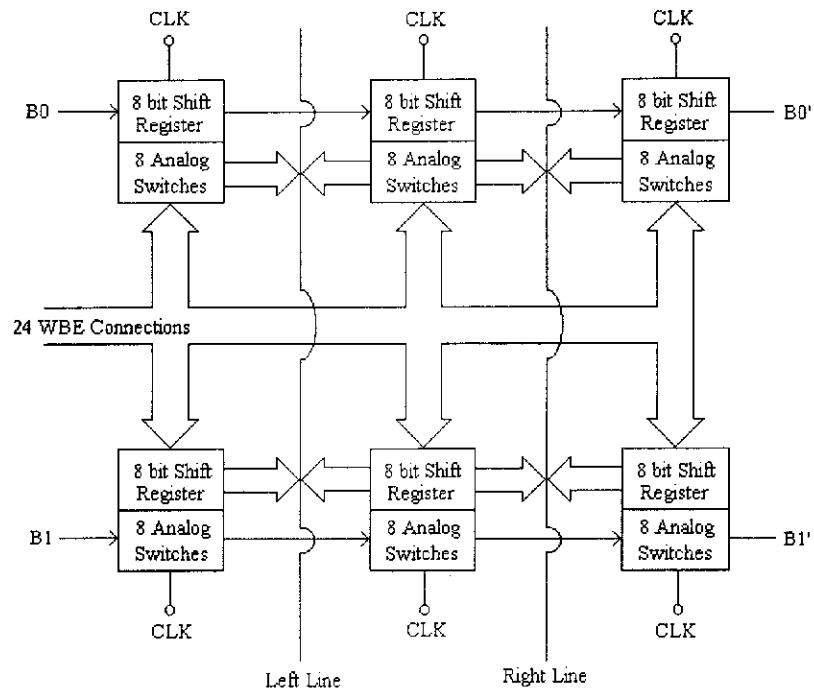 CLK
CLK
CLK
8 bit Shift
Register
8 bit Shift
Register
8 bit Shift
Register
B0
B0'
8 Analog
Switches
8 Analog
Switches
8 Analog
Switches
24 WBE Connections
8 bit Shift
Register
8 bit Shift
Register
8 bit Shift
Register
B1
B1'
8 Analog
Switches
8 Analog
Switches
8 Analog
Switches
CLK
CLK
CLK
Left Line
Right Line